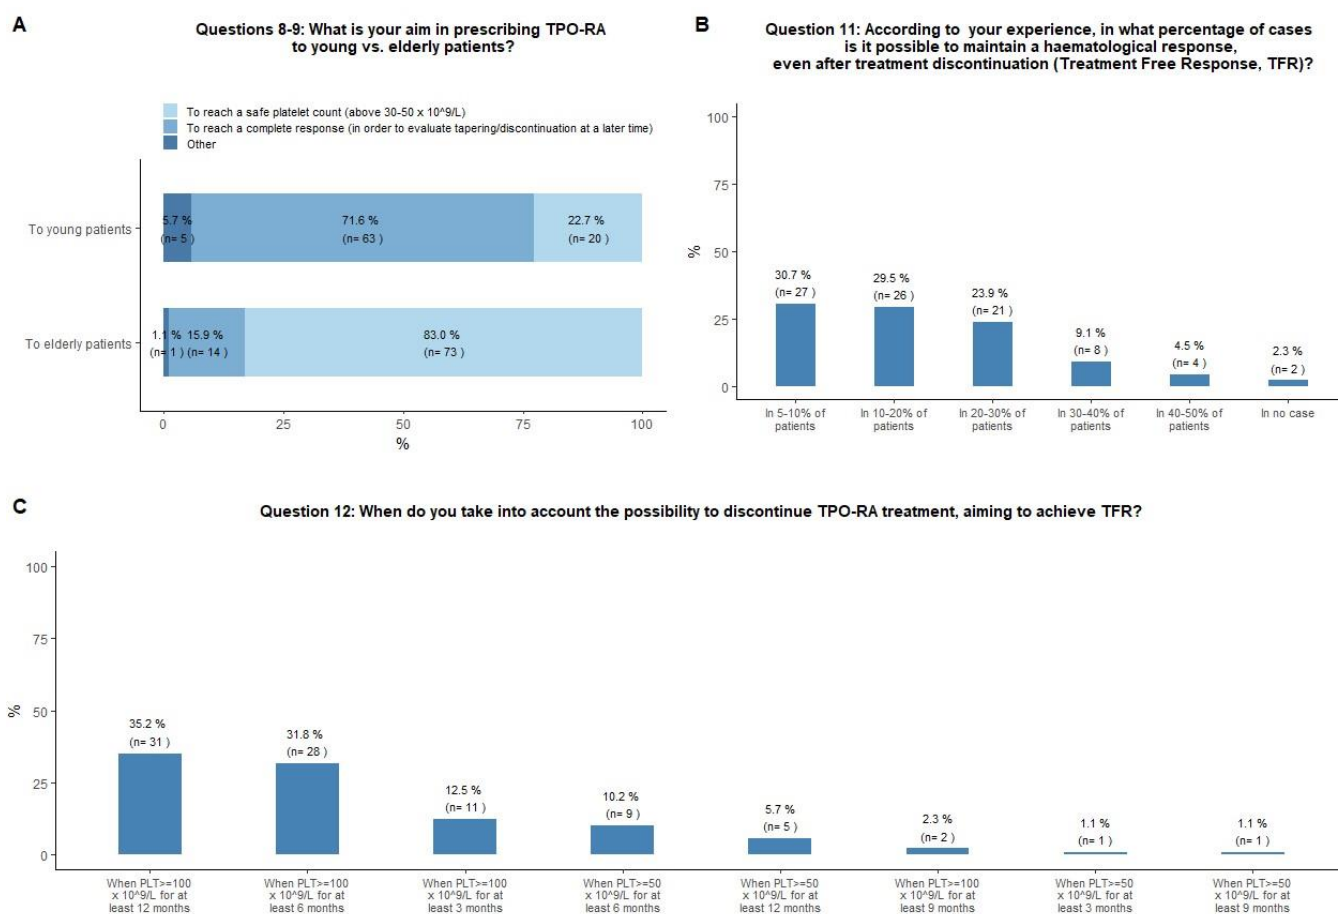 A
Questions 8-9: What is your aim in prescribing TPO-RA
to young vs. elderly patients?
To reach a safe platelet count (above 30-50 x 10^9/L)
To reach a complete response (in order to evaluate tapering/discontinuation at a later time)
Other
To young patients
5.7 %
(n= 5 )
71.6 %
(n= 63 )
22.7 %
(n= 20 )
To elderly patients
1.1 %
(n= 1 )
15.9 %
(n= 14 )
83.0 %
(n= 73 )
0
25
50
75
100
%
B
Question 11: According to your experience, in what percentage of cases
is it possible to maintain a haematological response,
even after treatment discontinuation (Treatment Free Response, TFR)?
%
100
75
50
25
0
30.7 %
(n= 27 )
29.5 %
(n= 26 )
23.9 %
(n= 21 )
9.1 %
(n= 8 )
4.5 %
(n= 4 )
2.3 %
(n= 2 )
In 5-10% of
patients
In 10-20% of
patients
In 20-30% of
patients
In 30-40% of
patients
In 40-50% of
patients
In no case
C
Question 12: When do you take into account the possibility to discontinue TPO-RA treatment, aiming to achieve TFR?
%
100
75
50
25
0
35.2 %
(n= 31 )
31.8 %
(n= 28 )
12.5 %
(n= 11 )
10.2 %
(n= 9 )
5.7 %
(n= 5 )
2.3 %
(n= 2 )
1.1 %
(n= 1 )
1.1 %
(n= 1 )
When PLT>=100
x 10^9/L for at
least 12 months
When PLT>=100
x 10^9/L for at
least 6 months
When PLT>=100
x 10^9/L for at
least 3 months
When PLT>=50
x 10^9/L for at
least 6 months
When PLT>=50
x 10^9/L for at
least 12 months
When PLT>=100
x 10^9/L for at
least 9 months
When PLT>=50
x 10^9/L for at
least 3 months
When PLT>=50
x 10^9/L for at
least 9 months